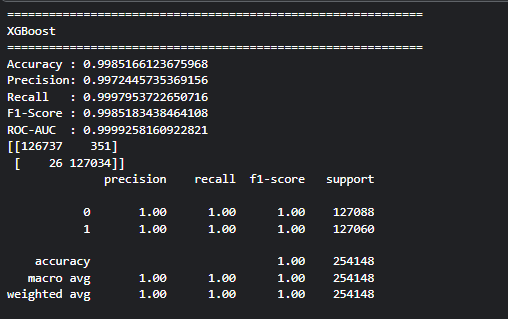 ============================================================
XGBoost
============================================================
Accuracy : 0.9985166123675968
Precision: 0.9972445735369156
Recall   : 0.9997953722650716
F1-Score : 0.9985183438464108
ROC-AUC  : 0.9999258160922821
[[126737    351]
 [    26 127034]]
              precision    recall  f1-score   support

           0       1.00      1.00      1.00    127088
           1       1.00      1.00      1.00    127060

    accuracy                           1.00    254148
   macro avg       1.00      1.00      1.00    254148
weighted avg       1.00      1.00      1.00    254148